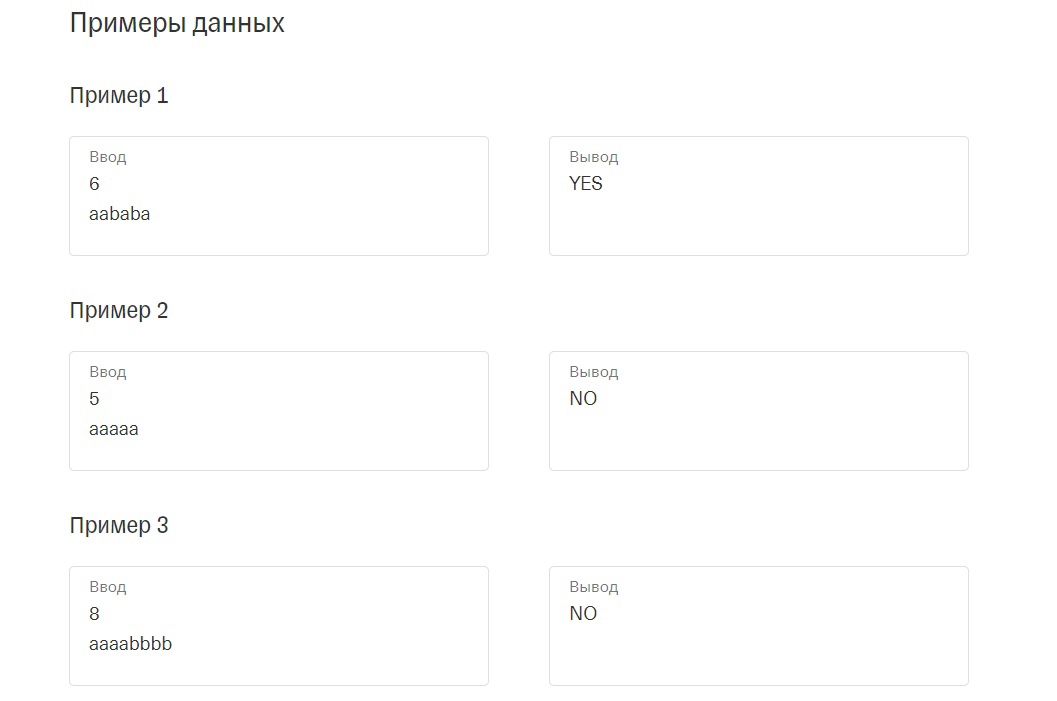 Примеры данных
Пример 1
Ввод
6
aababa
Вывод
YES
Пример 2
Ввод
5
aaaaa
Вывод
NO
Пример 3
Ввод
8
aaaabbbb
Вывод
NO